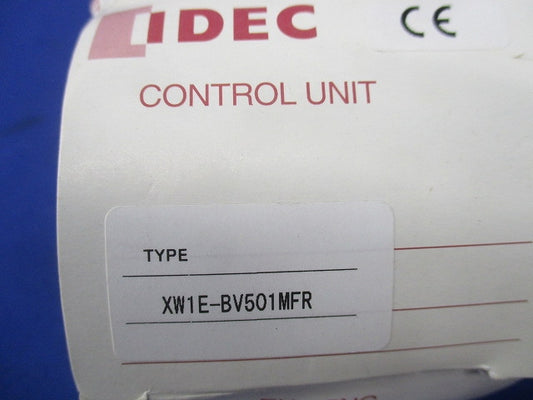 IDEC
CE
CONTROL UNIT
TYPE
XW1E-BV501MFR